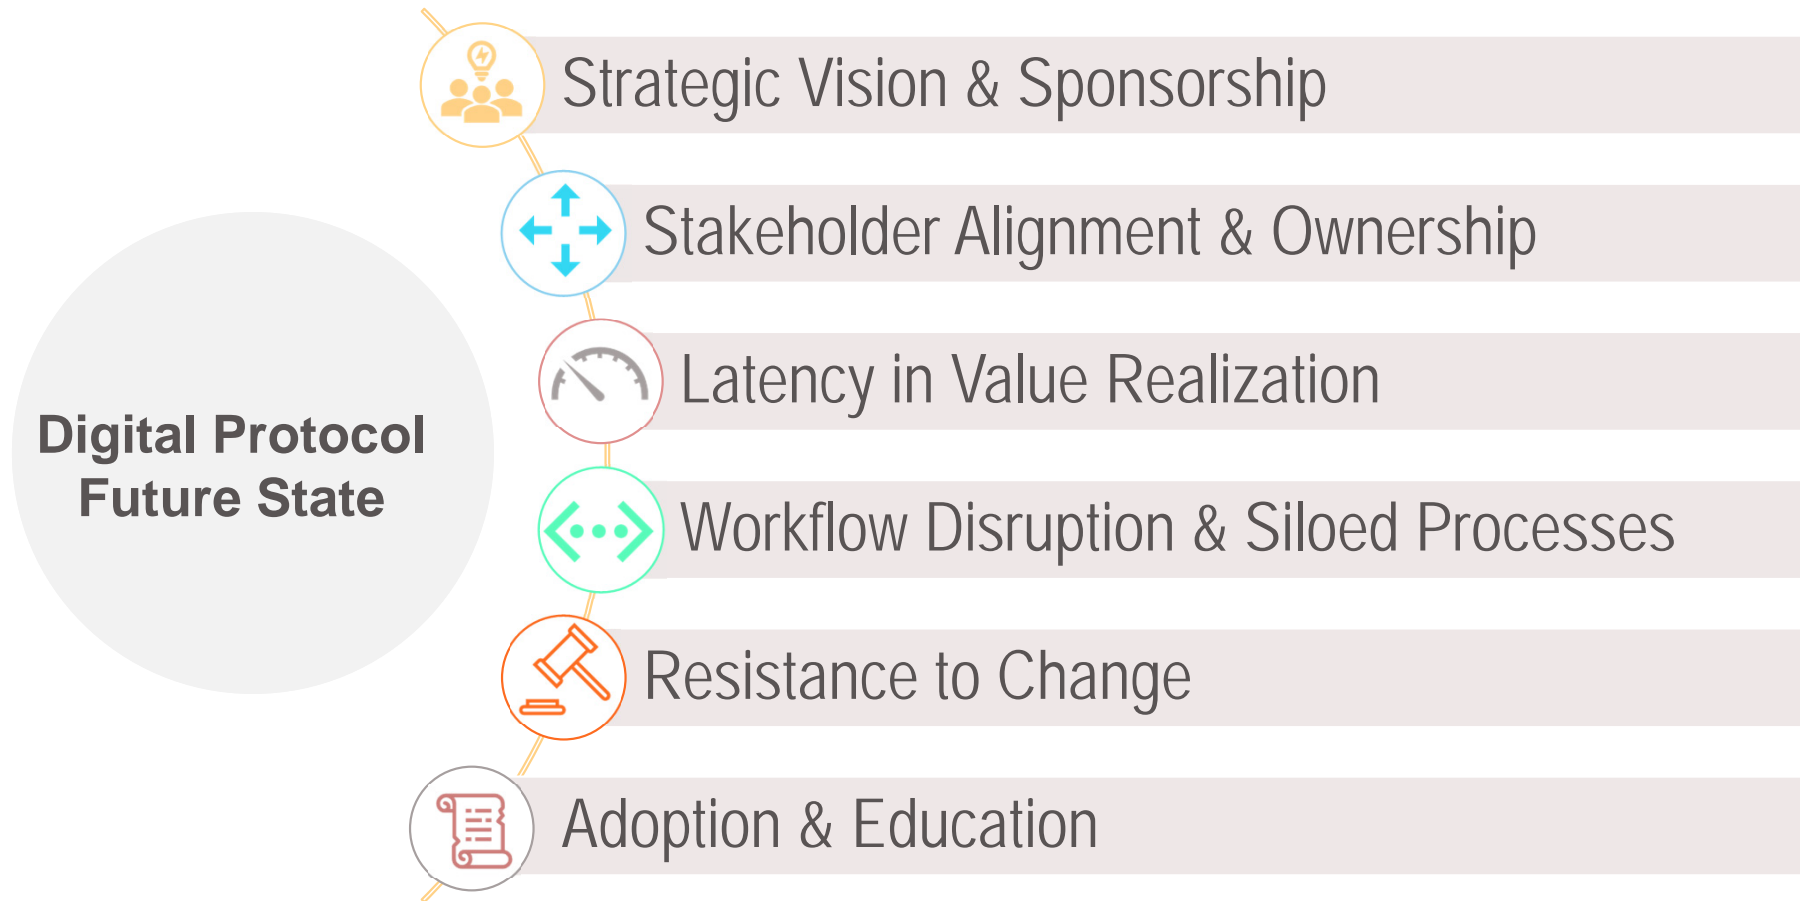 Strategic Vision & Sponsorship
Stakeholder Alignment & Ownership
Latency in Value Realization
Digital Protocol
Future State
Workflow Disruption & Siloed Processes
Resistance to Change
Adoption & Education